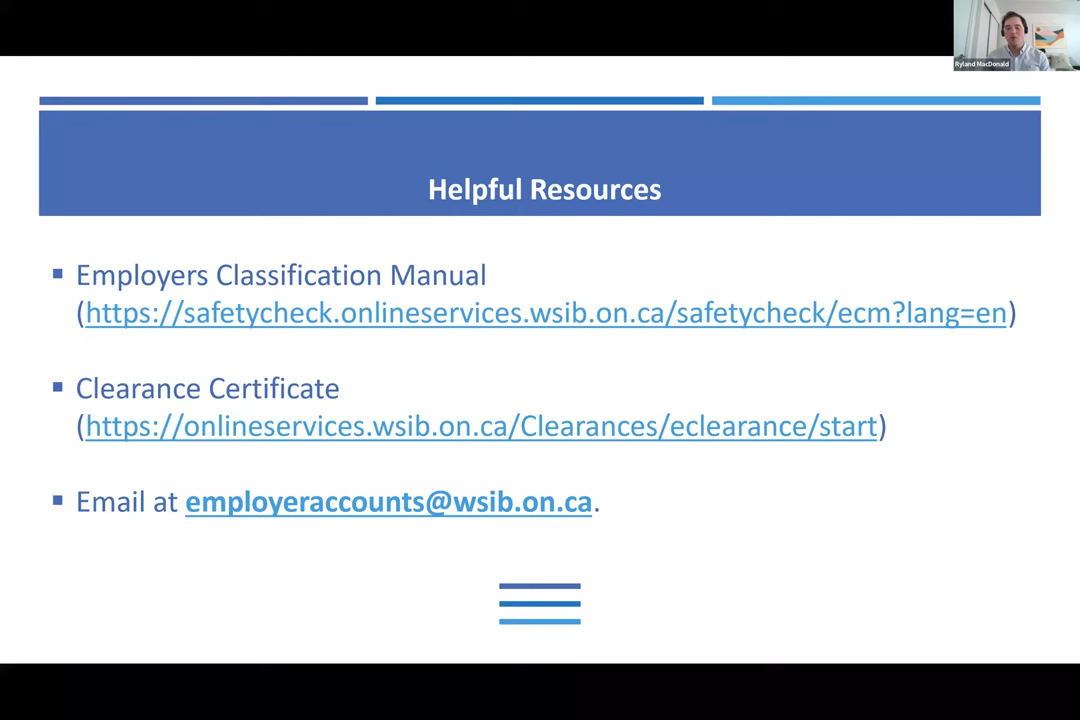 Ryland MacDonald
Helpful Resources
▪ Employers Classification Manual
(https://safetycheck.onlineservices.wsib.on.ca/safetycheck/ecm?lang=en)
▪ Clearance Certificate
(https://onlineservices.wsib.on.ca/Clearances/eclearance/start)
▪ Email at employeraccounts@wsib.on.ca.